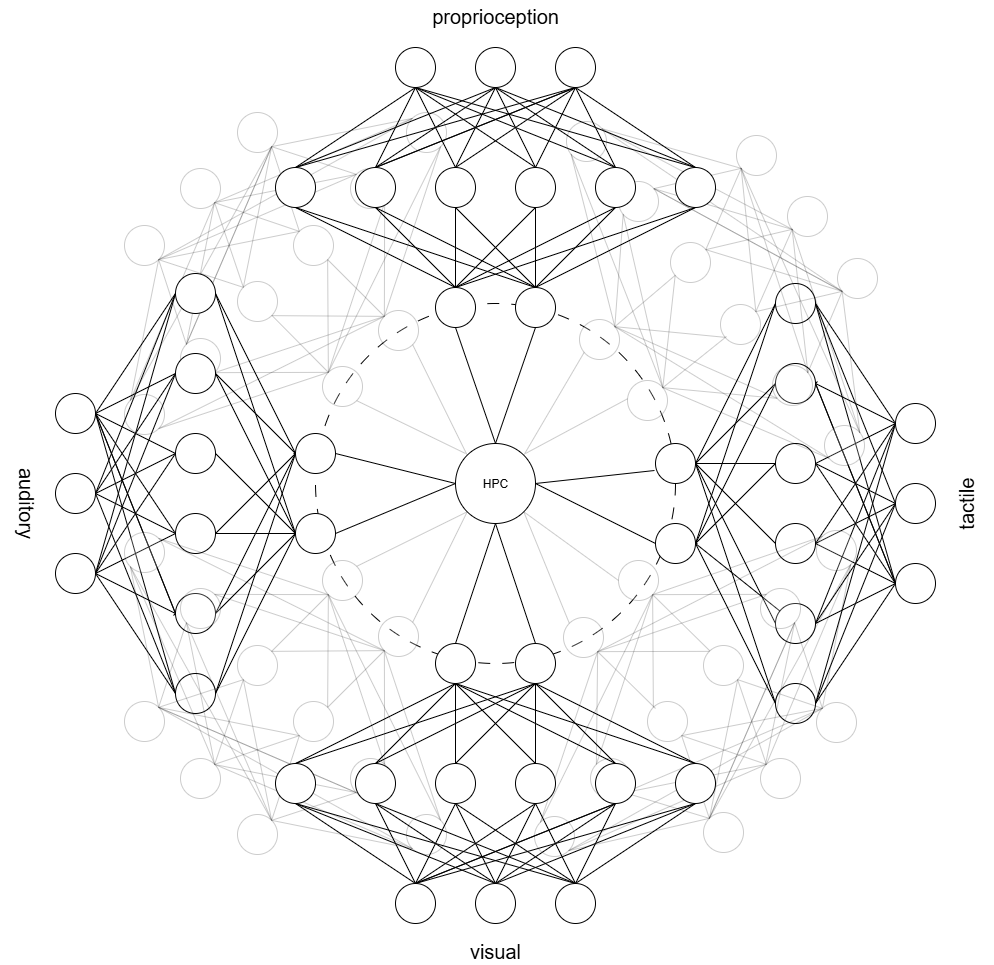 proprioception
auditory
HPC
tactile
visual